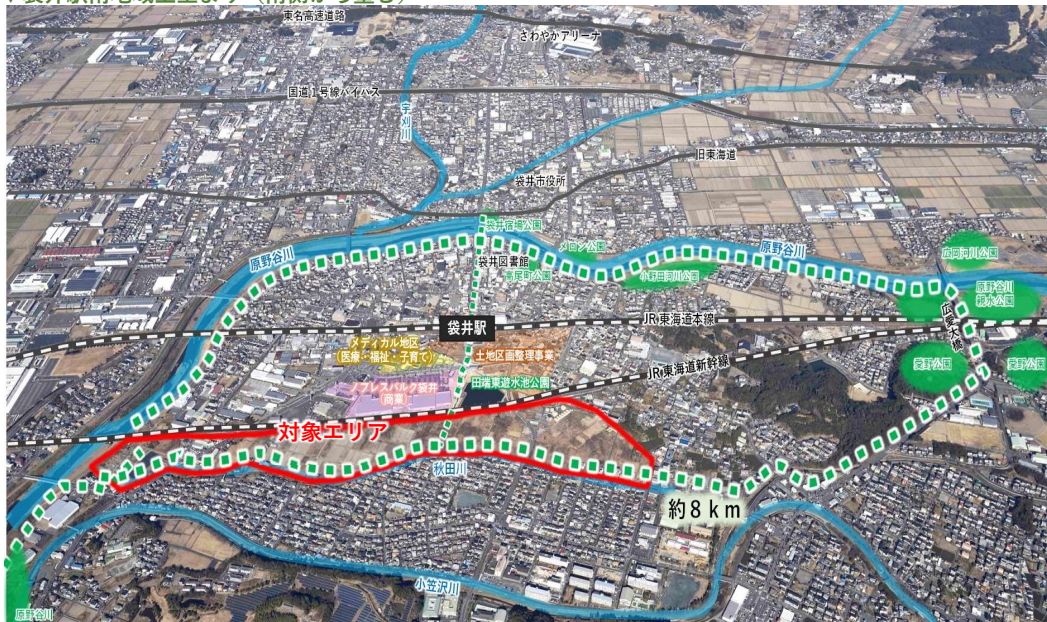 東名高速道路
さわやかアリーナ
国道1号線バイパス
宇刈川
旧東海道
袋井市役所
袋井宿場公園
原野谷川
メロン公園
袋井図書館
高尾町公園
小野田河川公園
原野谷川
広岡河川公園
原野谷川
親水公園
広愛大橋
袋井駅
JR東海道本線
メディカル地区
(医療・福祉・子育て)
土地区画整理事業
JR東海道新幹線
愛野公園
愛野公園
ノブレスパルク袋井
(商業)
田端東遊水池公園
対象エリア
秋田川
約8km
小笠沢川
原野谷川